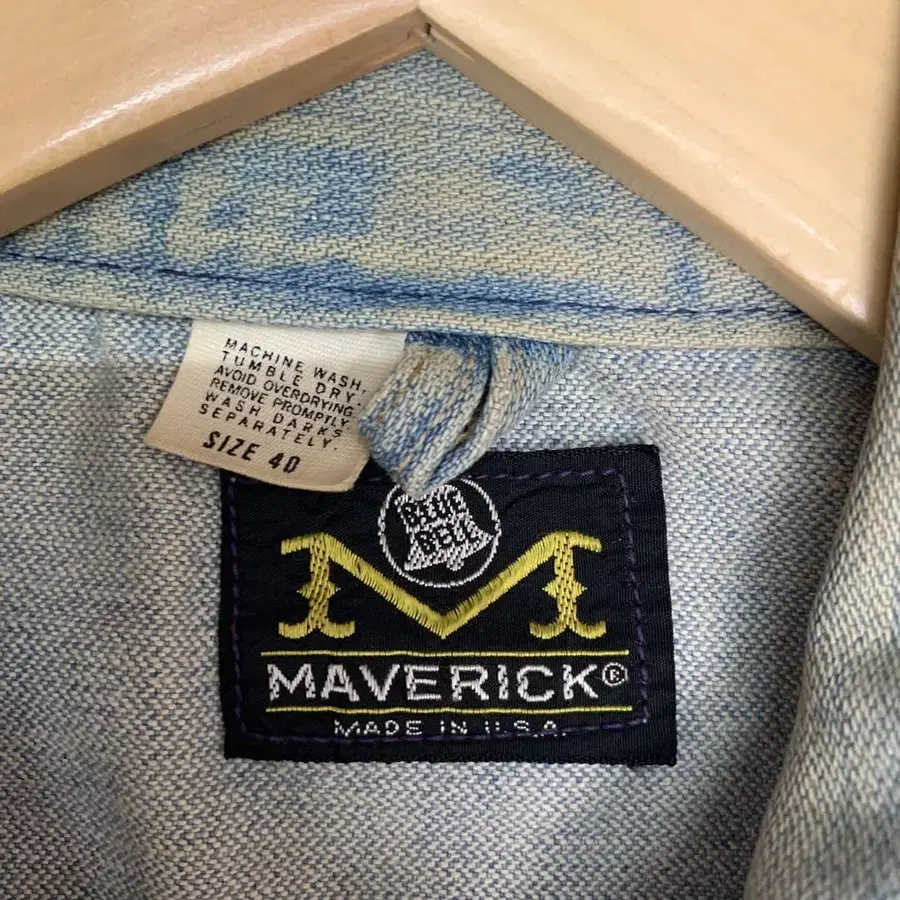 MACHINE WASH,
TUMBLE DRY.
AVOID OVERDRYING
REMOVE PROMPTLY
WASH DARKS
SEPARATELY.
SIZE 40
BLUE
BELL
M
MAVERICK®
MADE IN U.S.A.